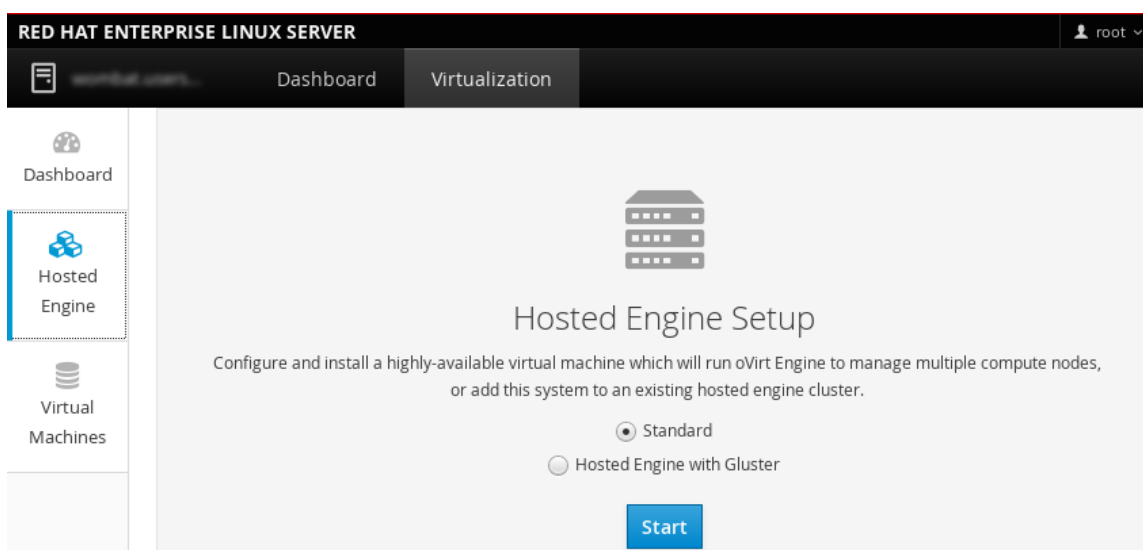 RED HAT ENTERPRISE LINUX SERVER
root
Dashboard
Virtualization
Dashboard
Hosted
Engine
Virtual
Machines
Hosted Engine Setup
Configure and install a highly-available virtual machine which will run oVirt Engine to manage multiple compute nodes,
or add this system to an existing hosted engine cluster.
Standard
Hosted Engine with Gluster
Start